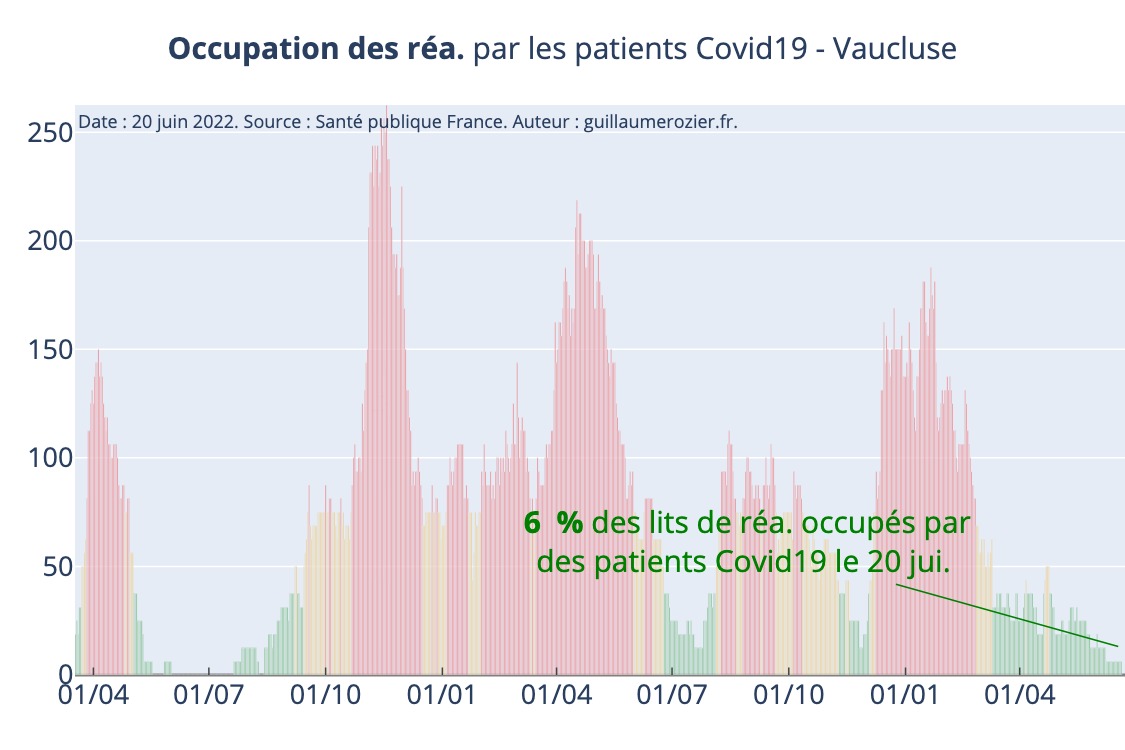 Occupation des réa. par les patients Covid19 - Vaucluse
Date : 20 juin 2022. Source : Santé publique France. Auteur : guillaumerozier.fr.
250
200
150
100
50
0
6 % des lits de réa. occupés par
des patients Covid19 le 20 jui.
01/04 01/07 01/10 01/01 01/04 01/07 01/10 01/01 01/04